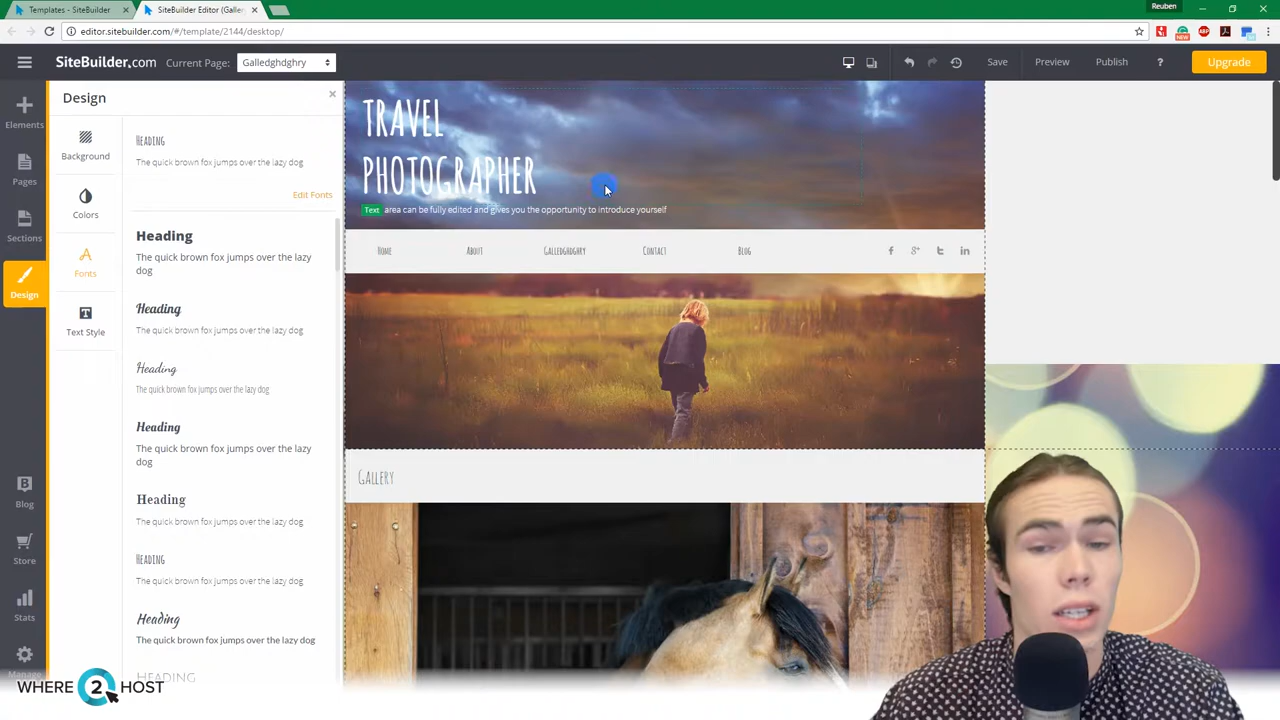 Templates - SiteBuilder
SiteBuilder Editor (Galler
Reuben
editor.sitebuilder.com/#/template/2144/desktop/
NEW
ABP
SiteBuilder.com
Current Page:
Galledghdghry
Save
Preview
Publish
?
Upgrade
Elements
Pages
Sections
Design
Blog
Store
Stats
Design
Background
Colors
Fonts
Text Style
Heading
The quick brown fox jumps over the lazy dog
Edit Fonts
Heading
The quick brown fox jumps over the lazy
dog
Heading
The quick brown fox jumps over the lazy dog
Heading
The quick brown fox jumps over the lazy dog
Heading
The quick brown fox jumps over the lazy
dog
Heading
The quick brown fox jumps over the lazy dog
Heading
The quick brown fox jumps over the lazy dog
Heading
The quick brown fox jumps over the lazy dog
HEADING
TRAVEL
PHOTOGRAPHER
Text area can be fully edited and gives you the opportunity to introduce yourself
Home
About
Galledghdghry
Contact
Blog
Gallery
WHERE 2 HOST